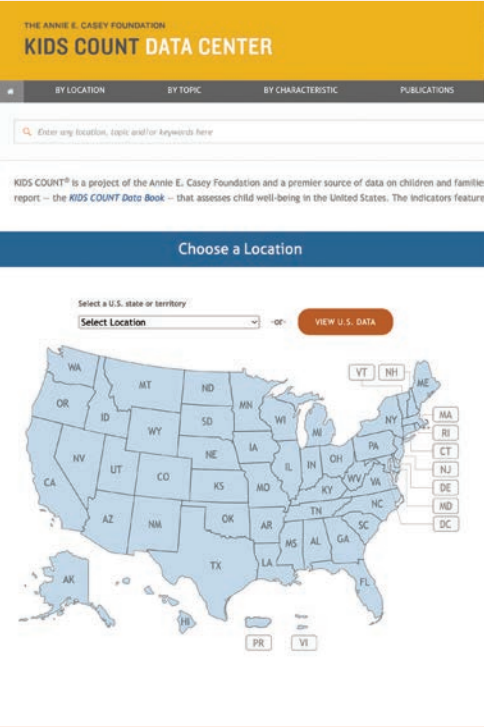 THE ANNIE E. CASEY FOUNDATION
KIDS COUNT DATA CENTER
BY LOCATION BY TOPIC BY CHARACTERISTIC PUBLICATIONS
Enter any location, topic and/or keywords here
KIDS COUNT® is a project of the Annie E. Casey Foundation and a premier source of data on children and familie
report — the KIDS COUNT Data Book — that assesses child well-being in the United States. The indicators feature
Choose a Location
Select a U.S. state or territory
Select Location -or- VIEW U.S. DATA
WA MT ND MN VT NH ME
OR ID WY SD WI MI NY MA
RI
NV UT CO NE IA IL IN OH PA CT
NJ
CA KS MO KY WV VA DE
MD
AZ NM OK AR TN NC DC
SC
TX LA MS AL GA
AK FL
HI
PR VI